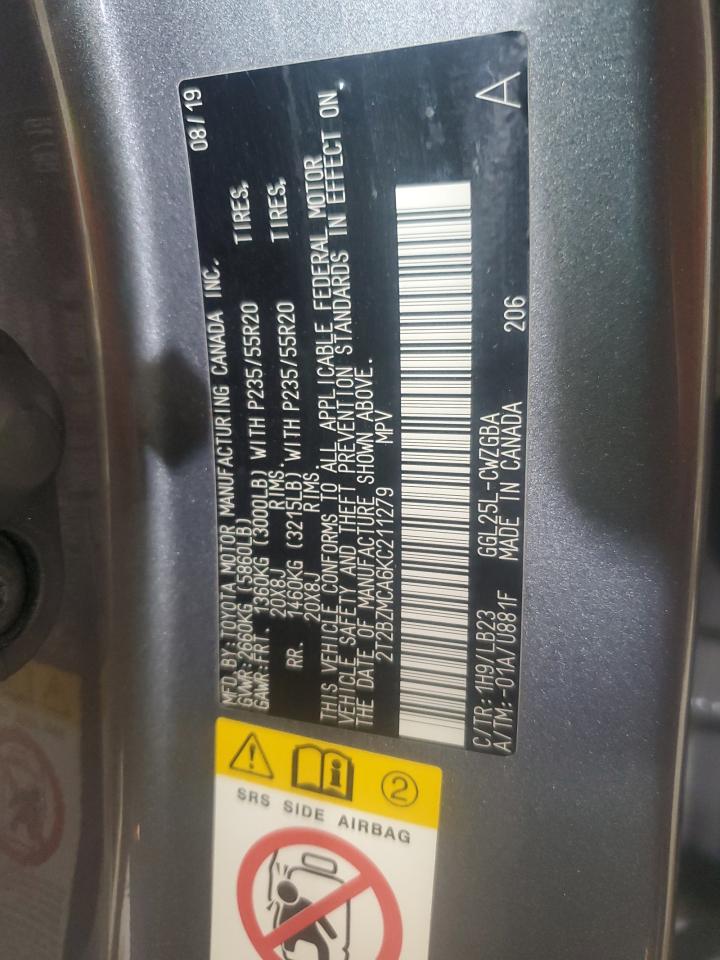 08/19
MFD. BY: TOYOTA MOTOR MANUFACTURING CANADA INC.
GVWR: 2660KG (5860LB)
GAWR: FRT. 1360KG (3000LB) WITH P235/55R20 TIRES,
20X8J RIMS.
RR. 1460KG (3215LB) WITH P235/55R20 TIRES,
20X8J RIMS.
THIS VEHICLE CONFORMS TO ALL APPLICABLE FEDERAL MOTOR
VEHICLE SAFETY AND THEFT PREVENTION STANDARDS IN EFFECT ON
THE DATE OF MANUFACTURE SHOWN ABOVE.
2T2BZMCA6KC211279 MPV
C/TR: 1H9/LB23 GGL25L-CWZGBA
A/TM: -01A/U881F MADE IN CANADA 206
A
2
SRS SIDE AIRBAG